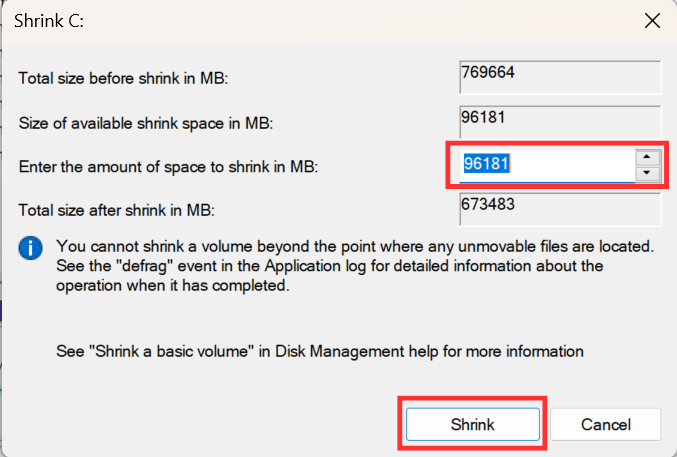 Shrink C:
Total size before shrink in MB: 769664
Size of available shrink space in MB: 96181
Enter the amount of space to shrink in MB: 96181
Total size after shrink in MB: 673483
You cannot shrink a volume beyond the point where any unmovable files are located.
See the "defrag" event in the Application log for detailed information about the
operation when it has completed.
See "Shrink a basic volume" in Disk Management help for more information
Shrink Cancel